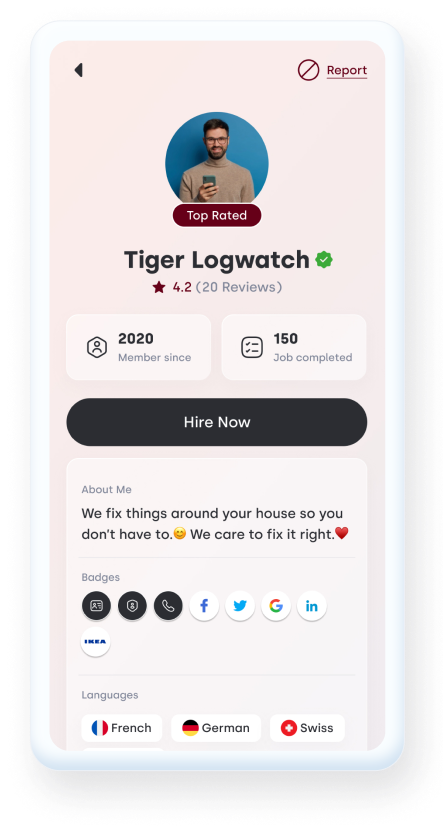 Report
Top Rated
Tiger Logwatch
4.2 (20 Reviews)
2020
Member since
150
Job completed
Hire Now
About Me
We fix things around your house so you
don't have to.😊 We care to fix it right.♥️
Badges
f
G
in
IKEA
Languages
French
German
Swiss